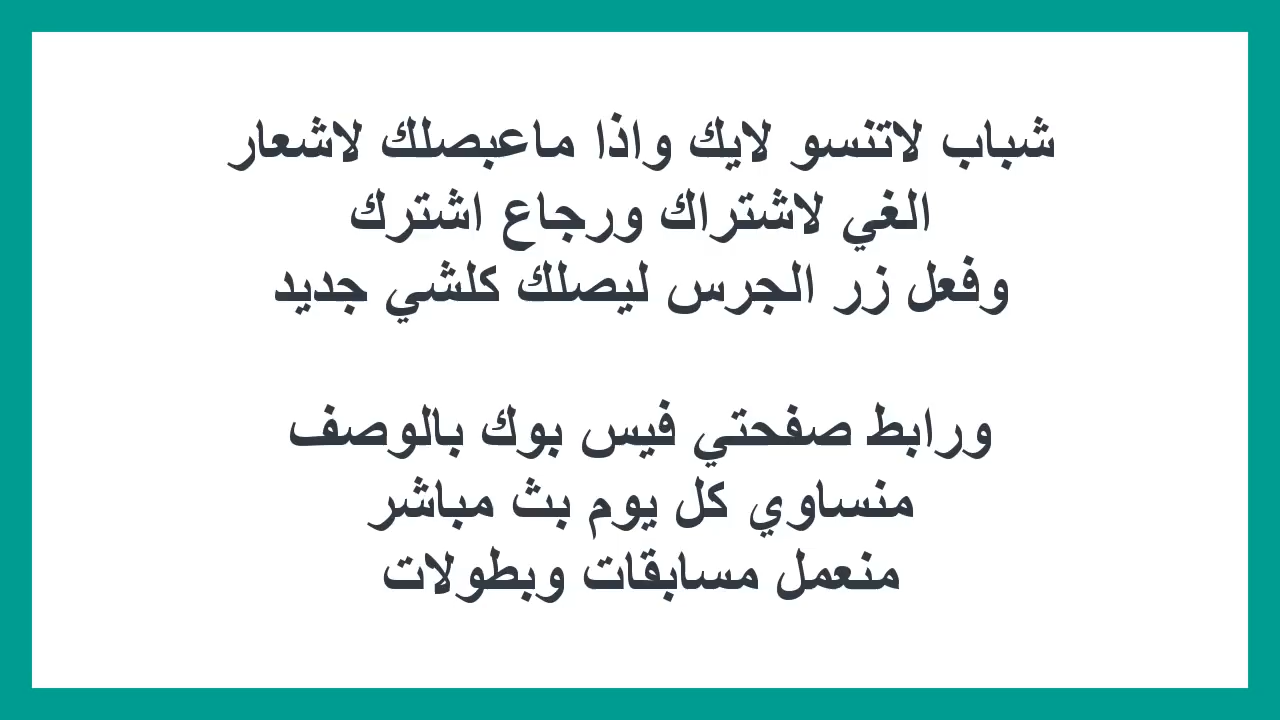 شباب لاتنسو لايك واذا ماعبصلك لاشعار
الغي لاشتراك ورجاع اشترك
وفعل زر الجرس ليصلك كلشي جديد
ورابط صفحتي فيس بوك بالوصف
منساوي كل يوم بث مباشر
منعمل مسابقات وبطولات